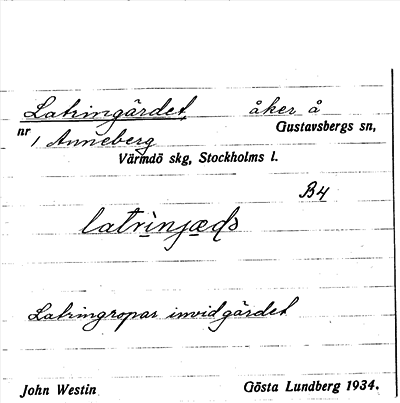 Latringärdet åker å
nr 1 Anneberg Gustavsbergs sn,
Värmdö skg, Stockholms l.
B4
latrinjæḍs
Latringropar invid gärdet
John Westin Gösta Lundberg 1934.